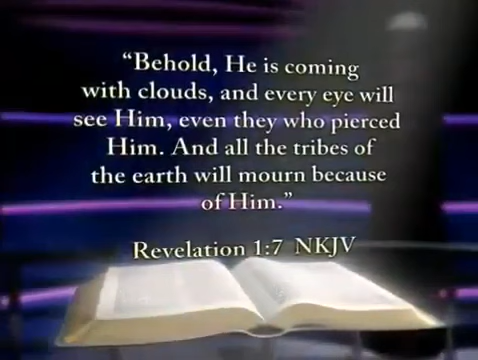 “Behold, He is coming
with clouds, and every eye will
see Him, even they who pierced
Him. And all the tribes of
the earth will mourn because
of Him.”
Revelation 1:7 NKJV